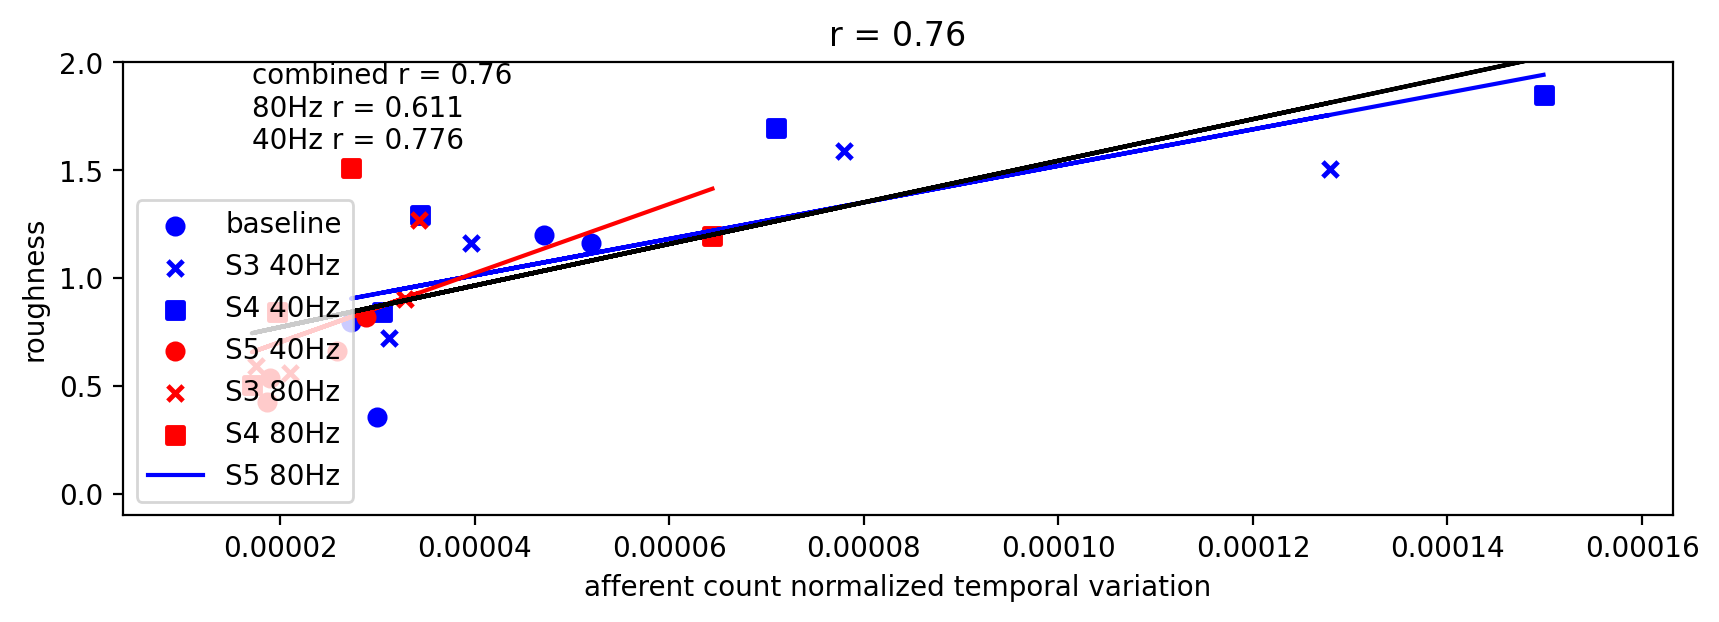 r = 0.76
combined r = 0.76
80Hz r = 0.611
40Hz r = 0.776
2.0
1.5
1.0
0.5
0.0
roughness
baseline
S3 40Hz
S4 40Hz
S5 40Hz
S3 80Hz
S4 80Hz
S5 80Hz
0.00002 0.00004 0.00006 0.00008 0.00010 0.00012 0.00014 0.00016
afferent count normalized temporal variation